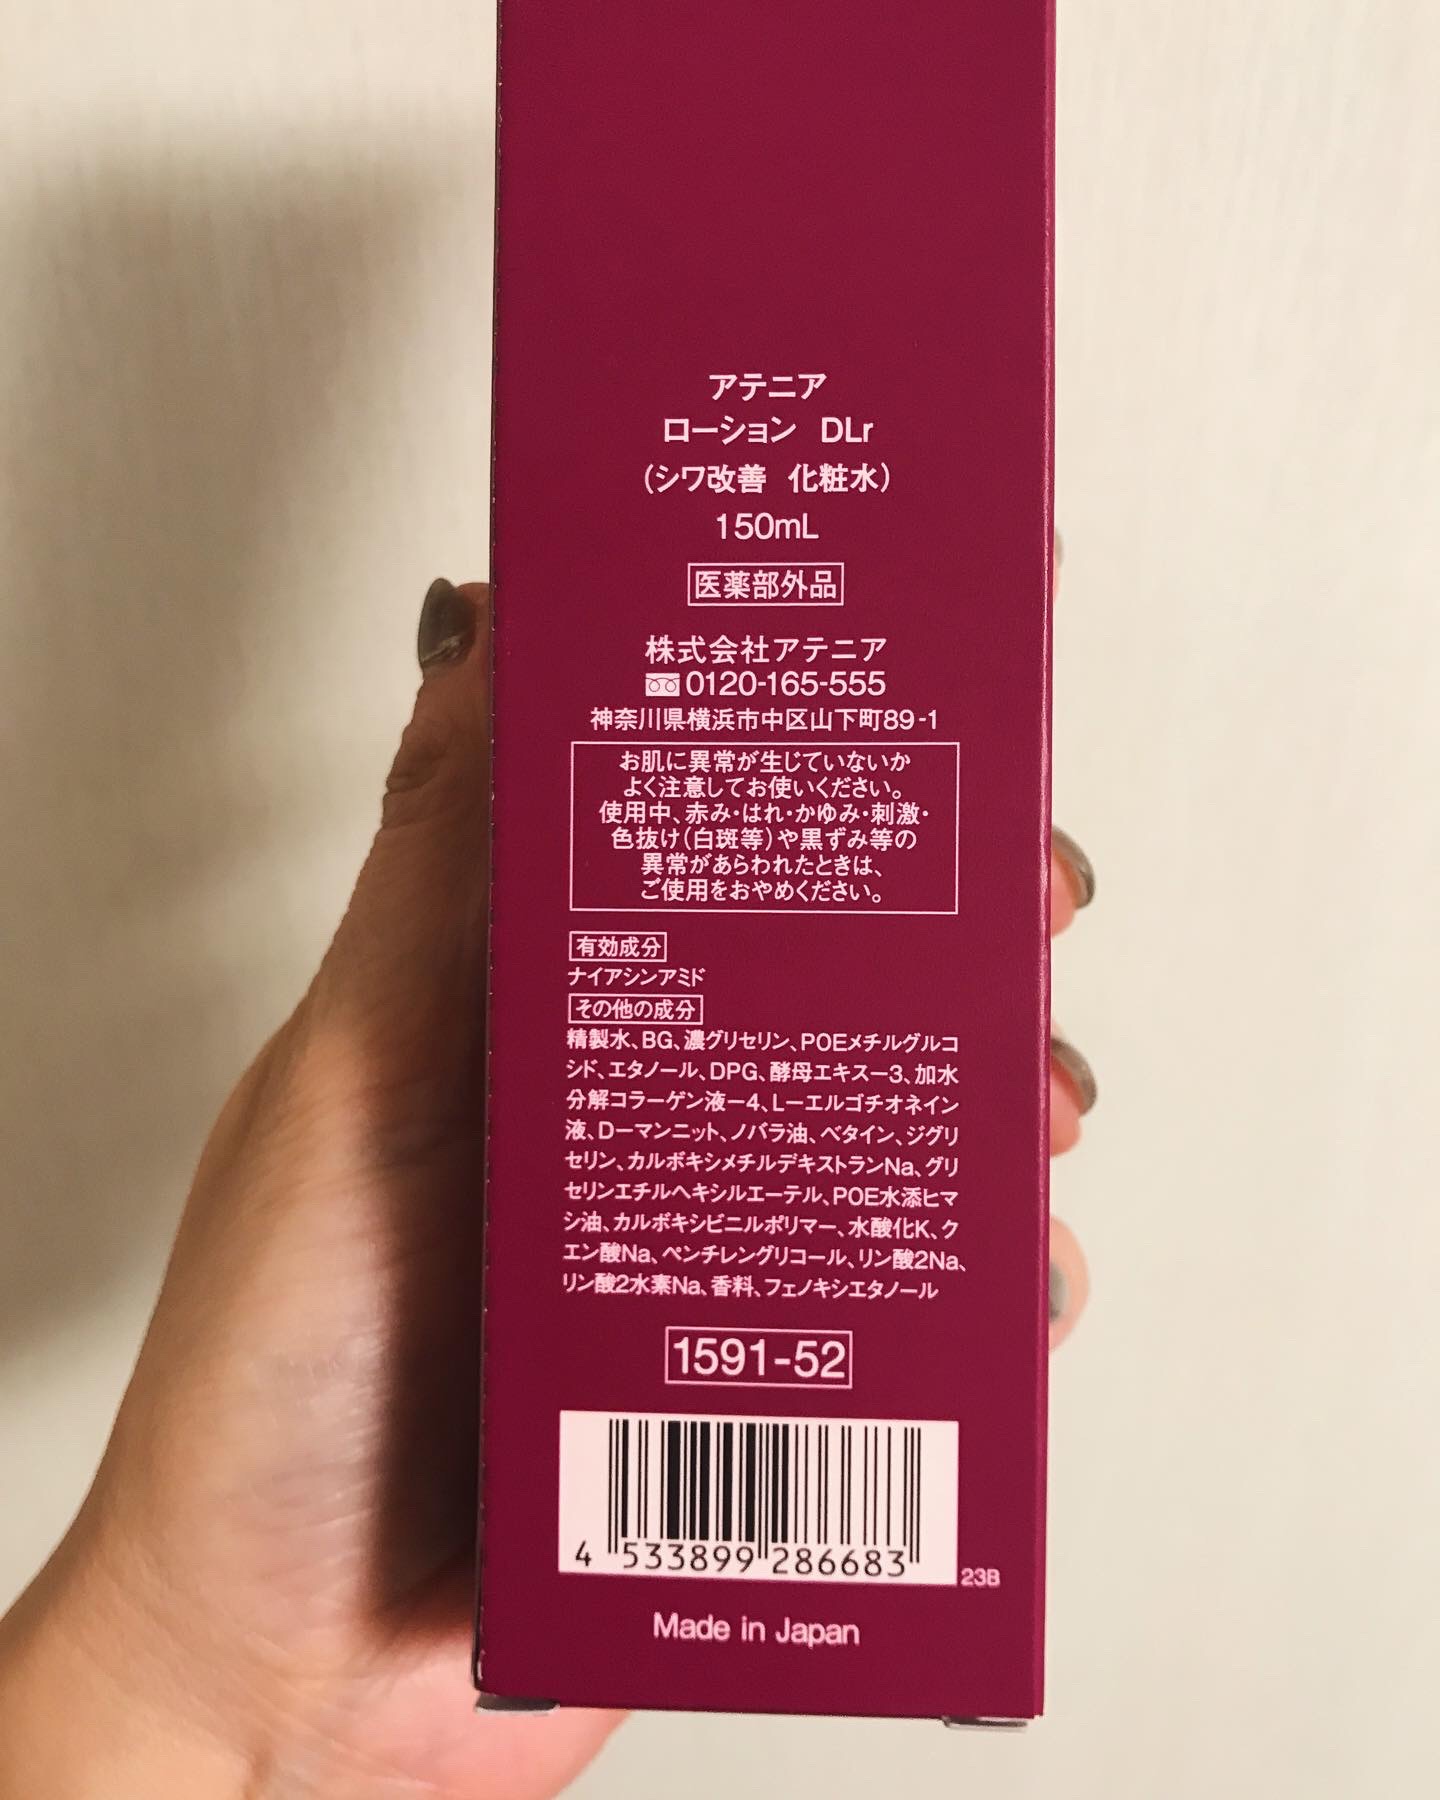 アテニア
ローション DLr
(シワ改善 化粧水)
150mL
医薬部外品
株式会社アテニア
0120-165-555
神奈川県横浜市中区山下町89-1
お肌に異常が生じていないか
よく注意してお使いください。
使用中、赤み・はれ・かゆみ・刺激・
色抜け(白斑等)や黒ずみ等の
異常があらわれたときは、
ご使用をおやめください。
有効成分
ナイアシンアミド
その他の成分
精製水、BG、濃グリセリン、POEメチルグルコ
シド、エタノール、DPG、酵母エキス-3、加水
分解コラーゲン液-4、L-エルゴチオネイン
液、D-マンニット、ノバラ油、ベタイン、ジグリ
セリン、カルボキシメチルデキストランNa、グリ
セリンエチルヘキシルエーテル、POE水添ヒマ
シ油、カルボキシビニルポリマー、水酸化K、ク
エン酸Na、ペンチレングリコール、リン酸2Na、
リン酸2水素Na、香料、フェノキシエタノール
1591-52
4 533899 286683
23B
Made in Japan